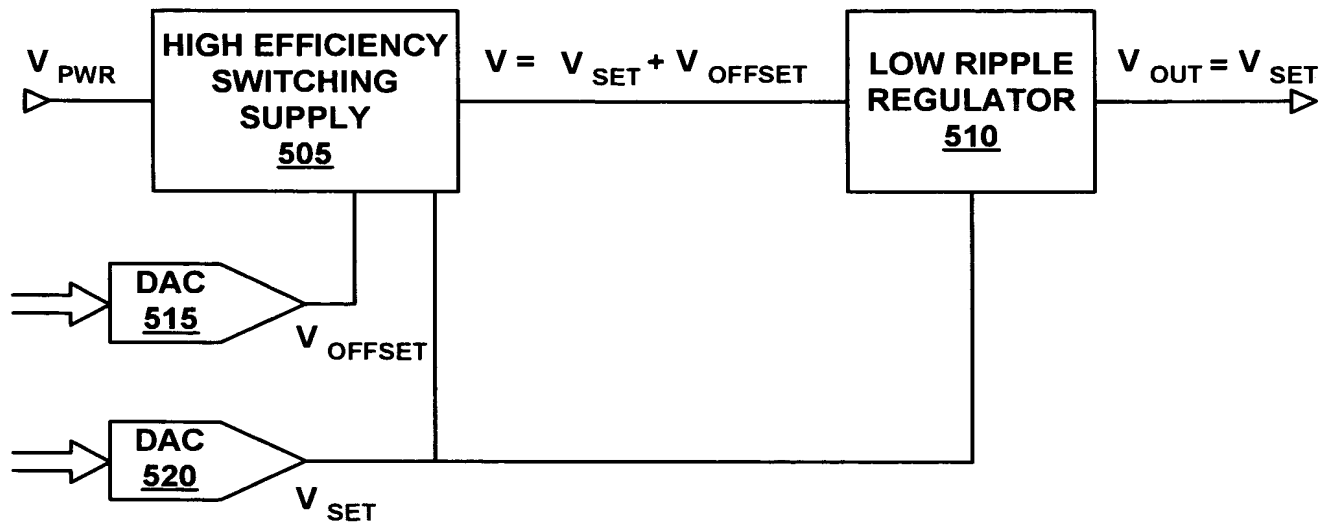 V PWR
HIGH EFFICIENCY
SWITCHING
SUPPLY
505
V = V SET + V OFFSET
LOW RIPPLE
REGULATOR
510
V OUT = V SET
DAC
515
V OFFSET
DAC
520
V SET